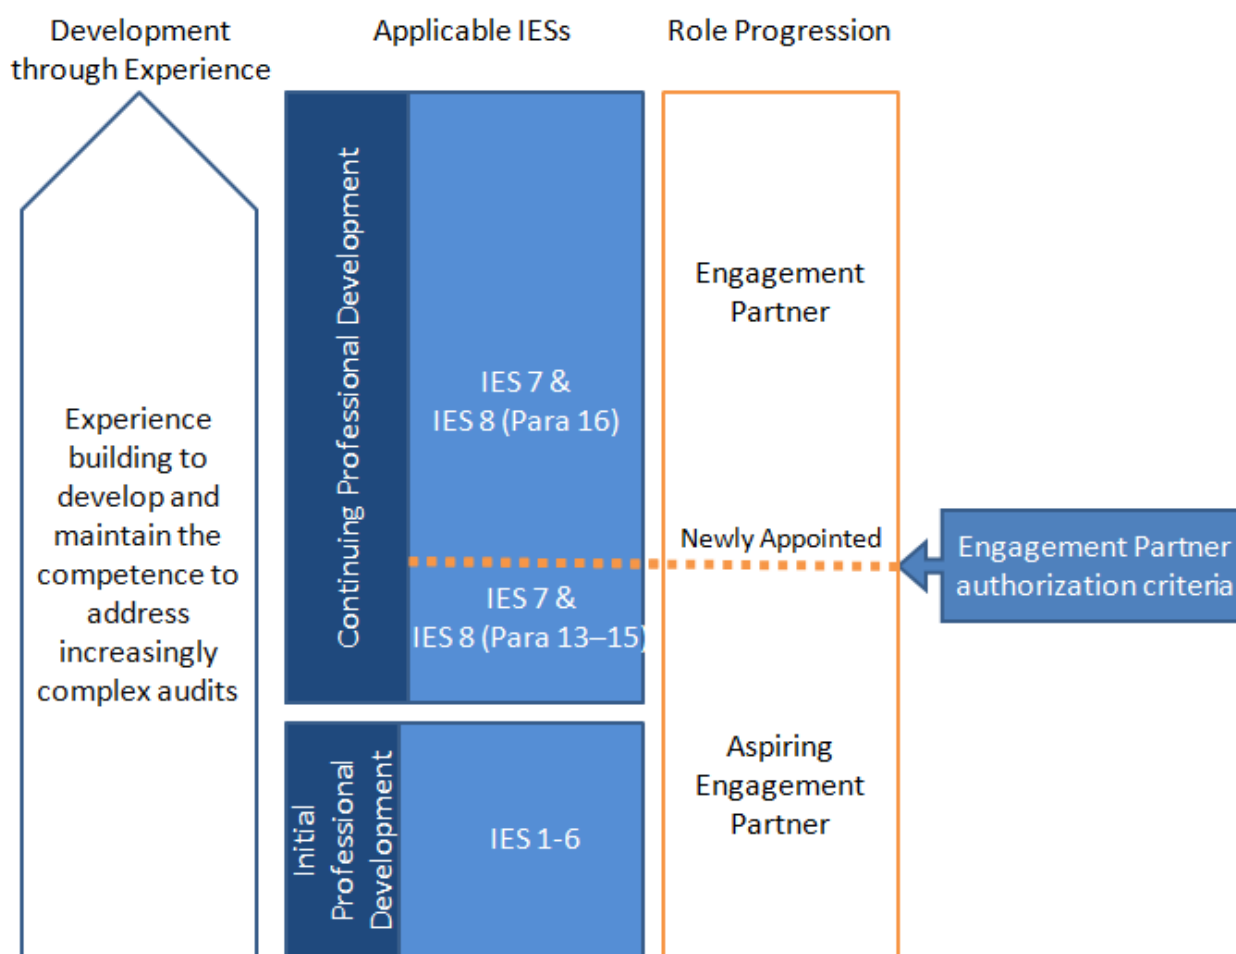 Development
through Experience
Applicable IESs
Role Progression
Experience
building to
develop and
maintain the
competence to
address
increasingly
complex audits
Continuing Professional Development
IES 7 &
IES 8 (Para 16)
IES 7 &
IES 8 (Para 13–15)
Initial
Professional
Development
IES 1-6
Engagement
Partner
Newly Appointed
Aspiring
Engagement
Partner
Engagement Partner
authorization criteria